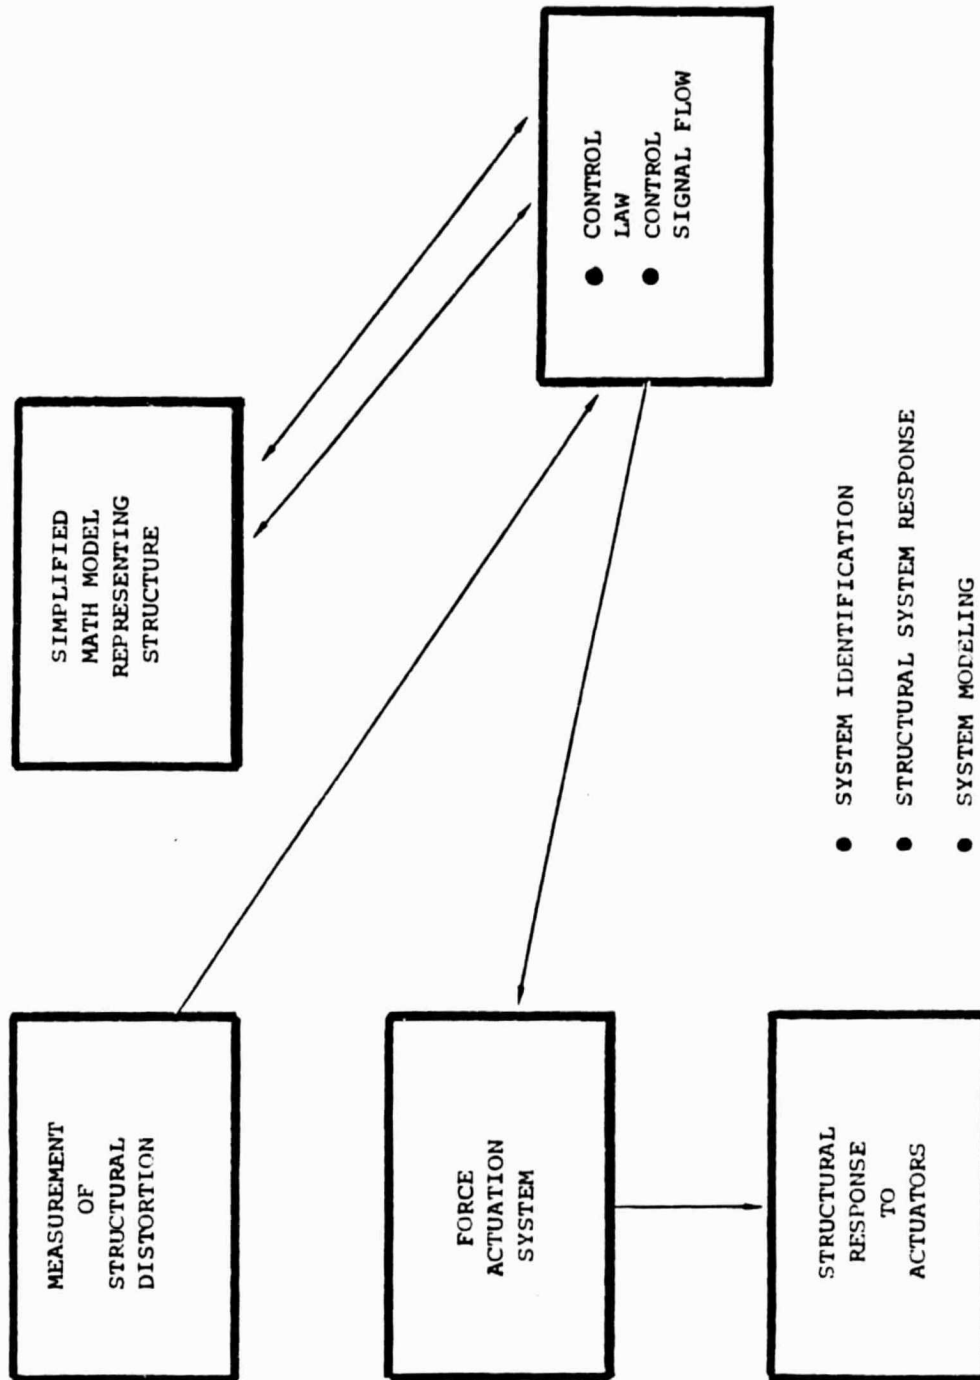 MEASUREMENT
OF
STRUCTURAL
DISTORTION
SIMPLIFIED
MATH MODEL
REPRESENTING
STRUCTURE
FORCE
ACTUATION
SYSTEM
● CONTROL
LAW
● CONTROL
SIGNAL FLOW
STRUCTURAL
RESPONSE
TO
ACTUATORS
● SYSTEM IDENTIFICATION
● STRUCTURAL SYSTEM RESPONSE
● SYSTEM MODELING